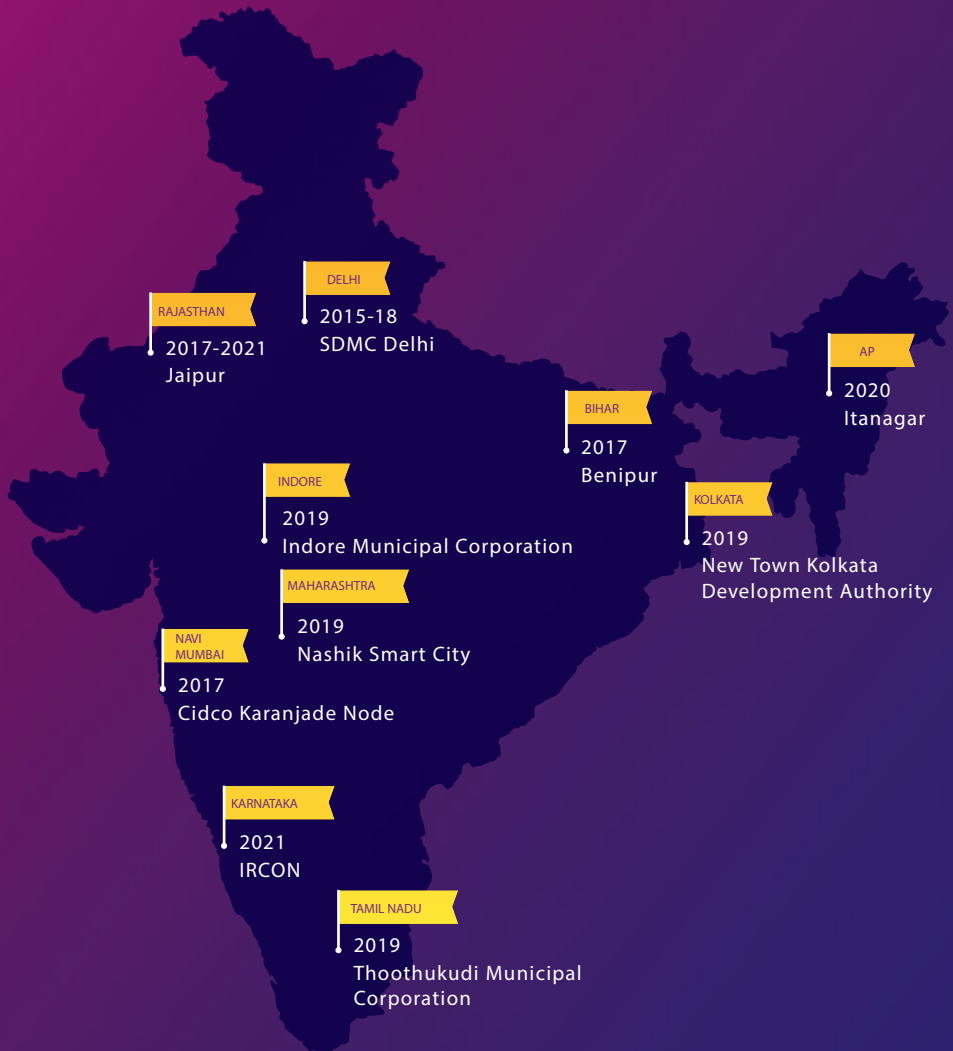 DELHI
2015-18
SDMC Delhi
RAJASTHAN
2017-2021
Jaipur
AP
2020
Itanagar
BIHAR
2017
Benipur
INDORE
2019
Indore Municipal Corporation
KOLKATA
2019
New Town Kolkata
Development Authority
MAHARASHTRA
2019
Nashik Smart City
NAVI
MUMBAI
2017
Cidco Karanjade Node
KARNATAKA
2021
IRCON
TAMIL NADU
2019
Thoothukudi Municipal
Corporation